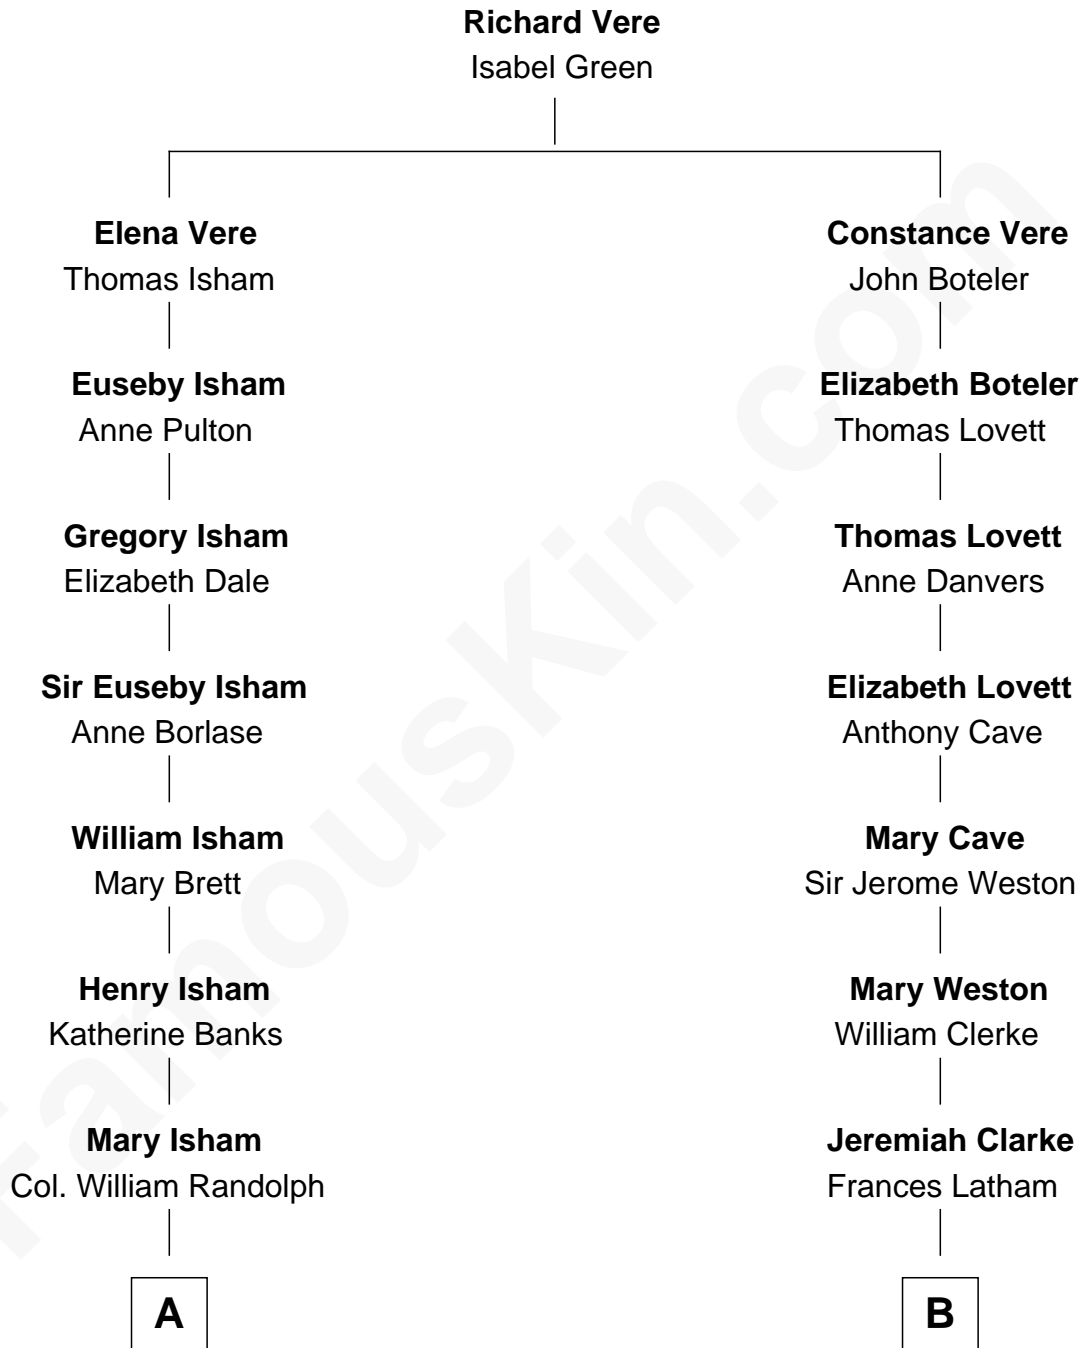 Richard Vere
Isabel Green
Elena Vere
Thomas Isham
Constance Vere
John Boteler
Euseby Isham
Anne Pulton
Elizabeth Boteler
Thomas Lovett
Gregory Isham
Elizabeth Dale
Thomas Lovett
Anne Danvers
Sir Euseby Isham
Anne Borlase
Elizabeth Lovett
Anthony Cave
William Isham
Mary Brett
Mary Cave
Sir Jerome Weston
Henry Isham
Katherine Banks
Mary Weston
William Clerke
Mary Isham
Col. William Randolph
Jeremiah Clarke
Frances Latham
A
B
FamousKin.com